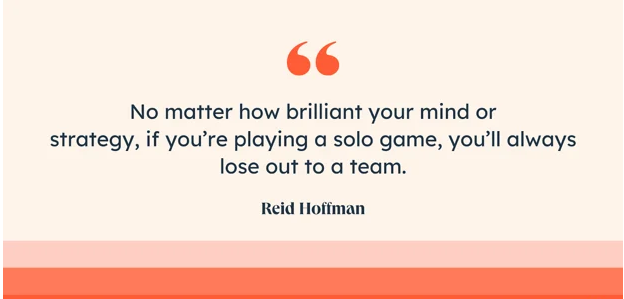 “
No matter how brilliant your mind or
strategy, if you’re playing a solo game, you’ll always
lose out to a team.
Reid Hoffman